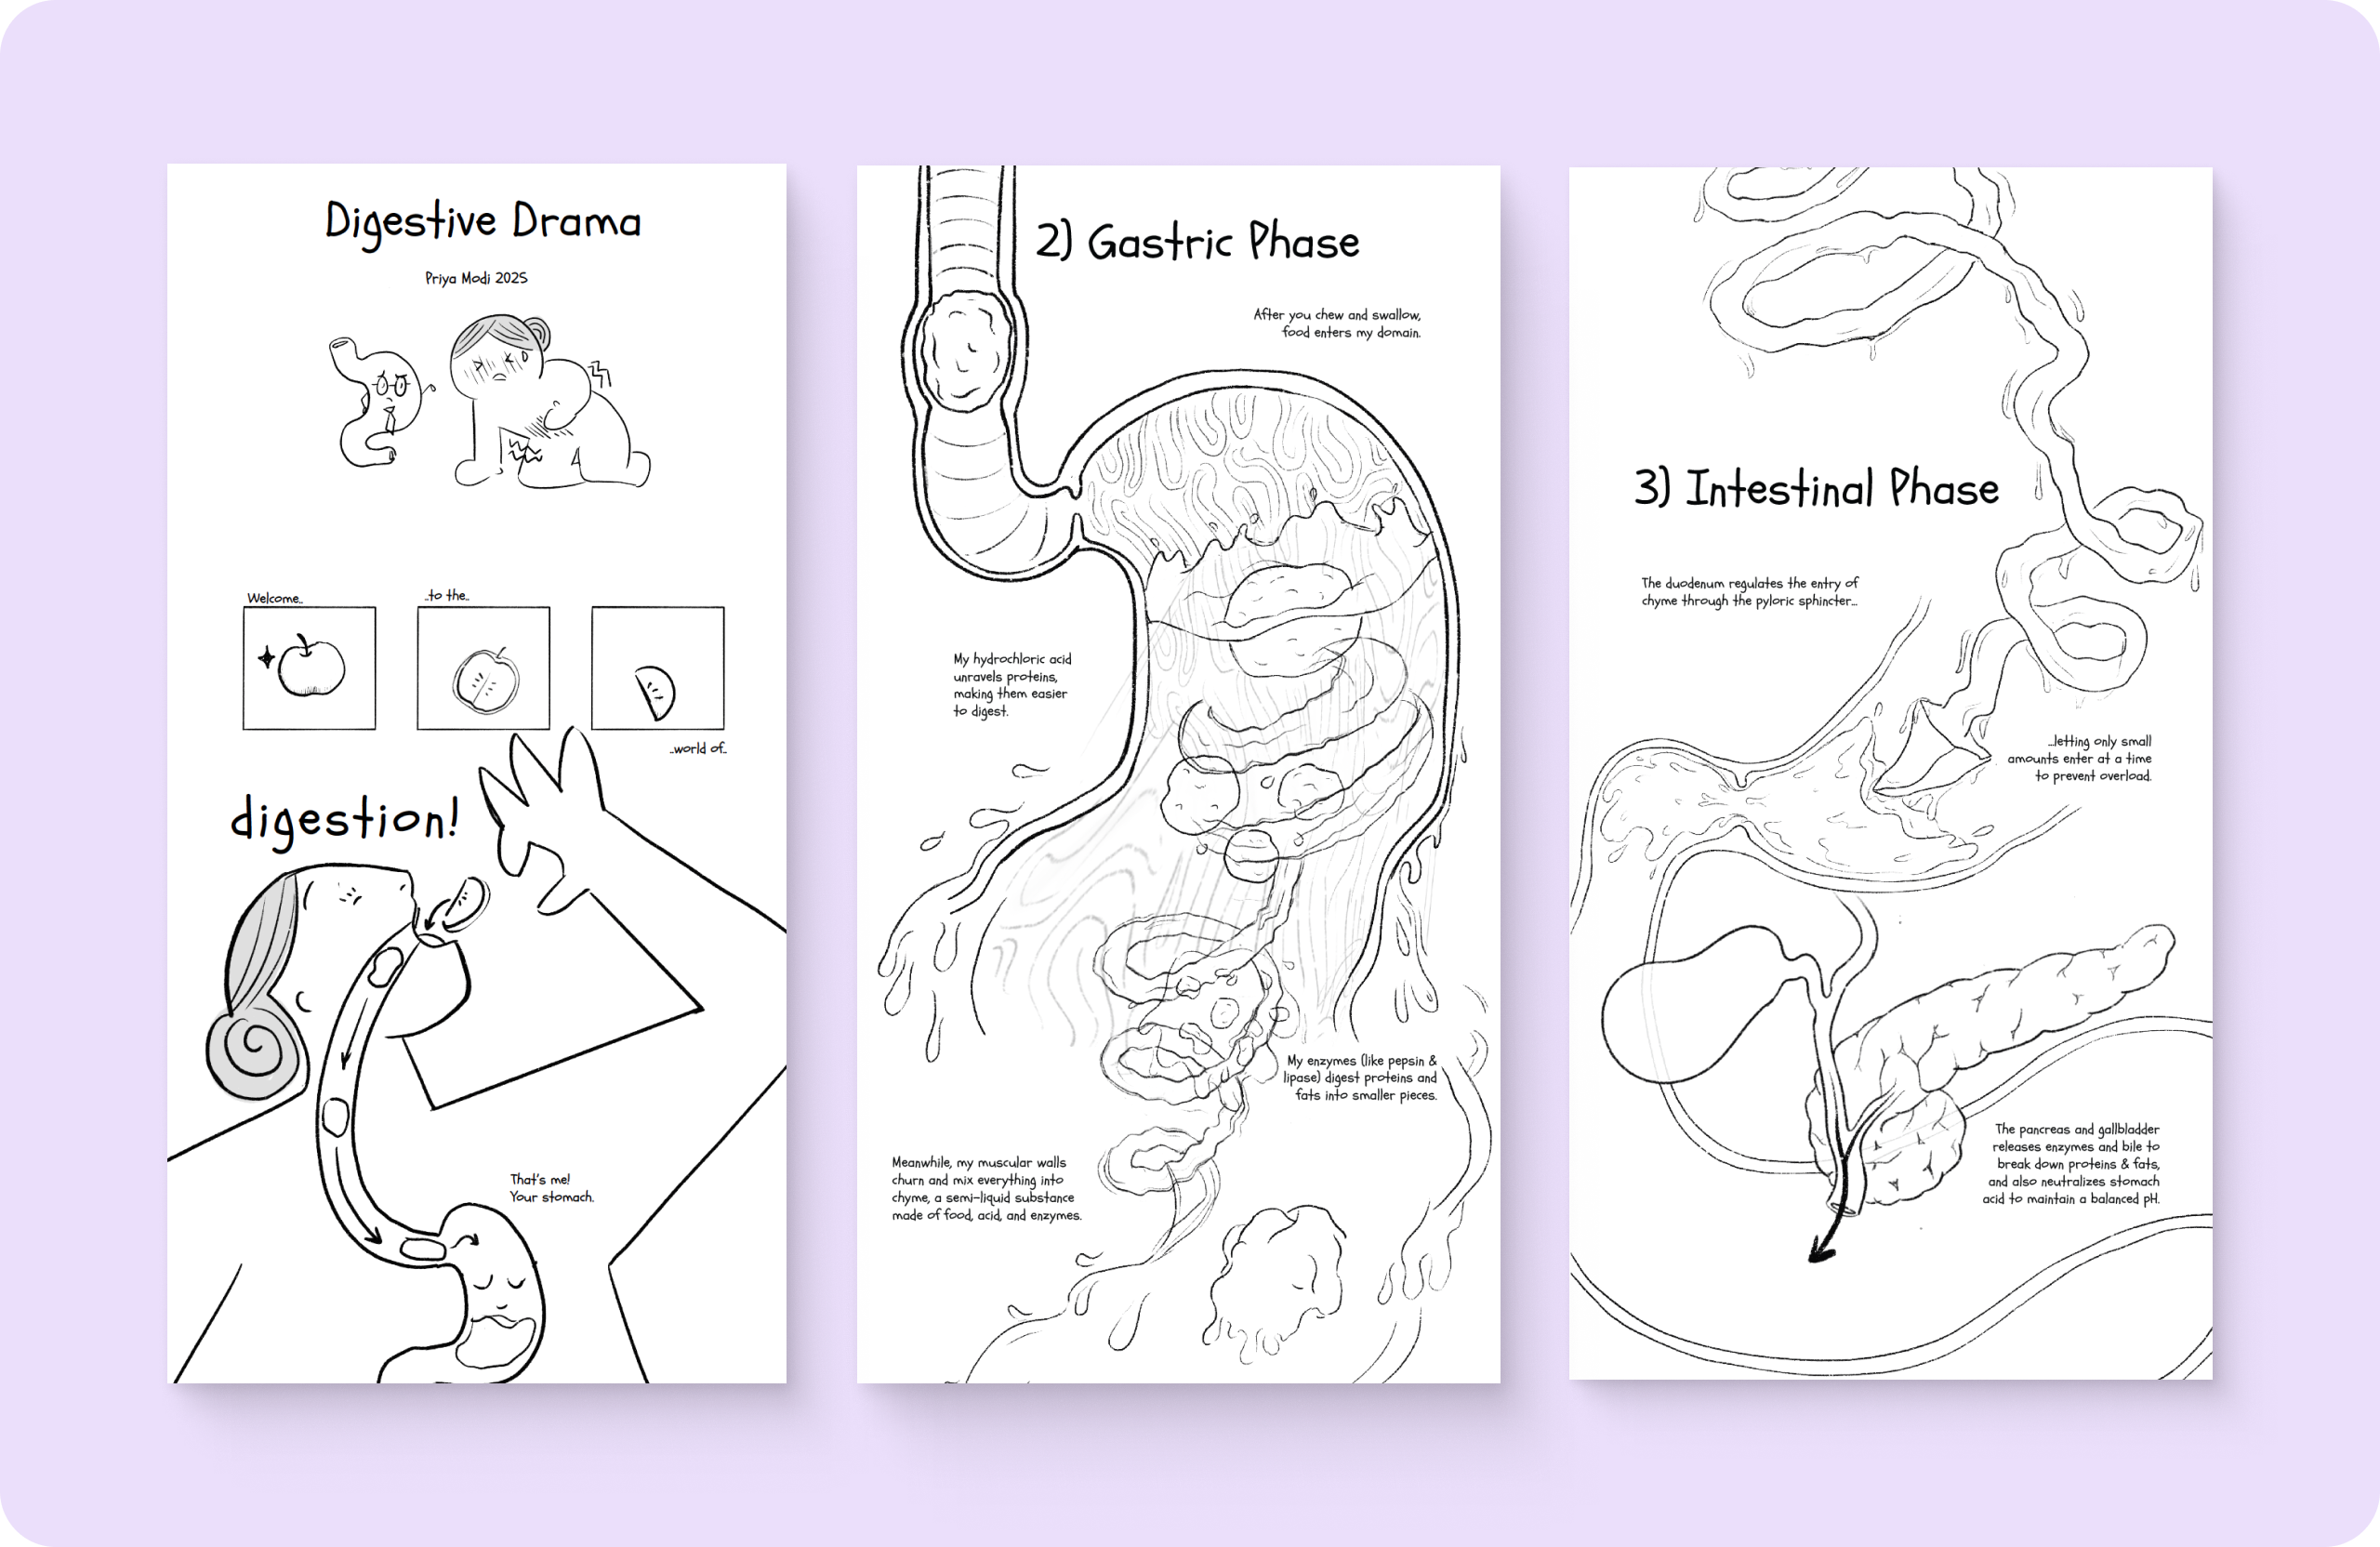 Digestive Drama
Priya Modi 2025
Welcome..
..to the..
..world of..
digestion!
That's me!
Your stomach.
2) Gastric Phase
After you chew and swallow,
food enters my domain.
My hydrochloric acid
unravels proteins,
making them easier
to digest.
My enzymes (like pepsin &
lipase) digest proteins and
fats into smaller pieces.
Meanwhile, my muscular walls
churn and mix everything into
chyme, a semi-liquid substance
made of food, acid, and enzymes.
3) Intestinal Phase
The duodenum regulates the entry of
chyme through the pyloric sphincter...
...letting only small
amounts enter at a time
to prevent overload.
The pancreas and gallbladder
releases enzymes and bile to
break down proteins & fats,
and also neutralizes stomach
acid to maintain a balanced pH.